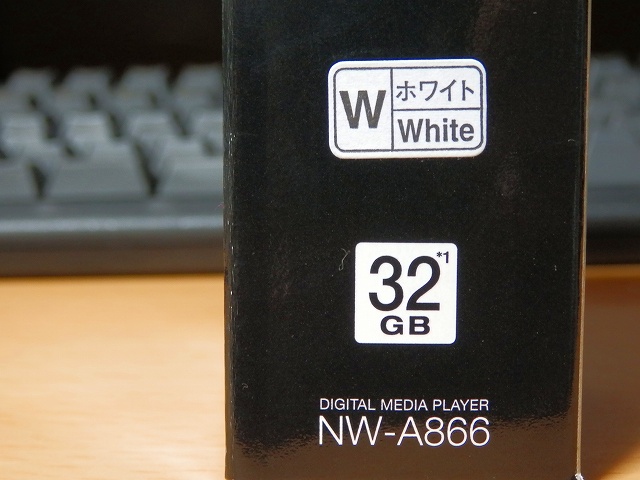 W
ホワイト
White
32*1
GB
DIGITAL MEDIA PLAYER
NW-A866